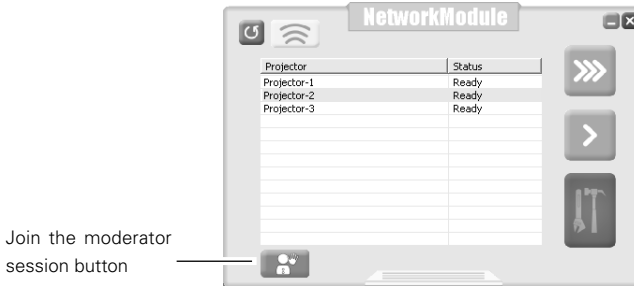 NetworkModule
Projector Status
Projector-1 Ready
Projector-2 Ready
Projector-3 Ready
Join the moderator
session button